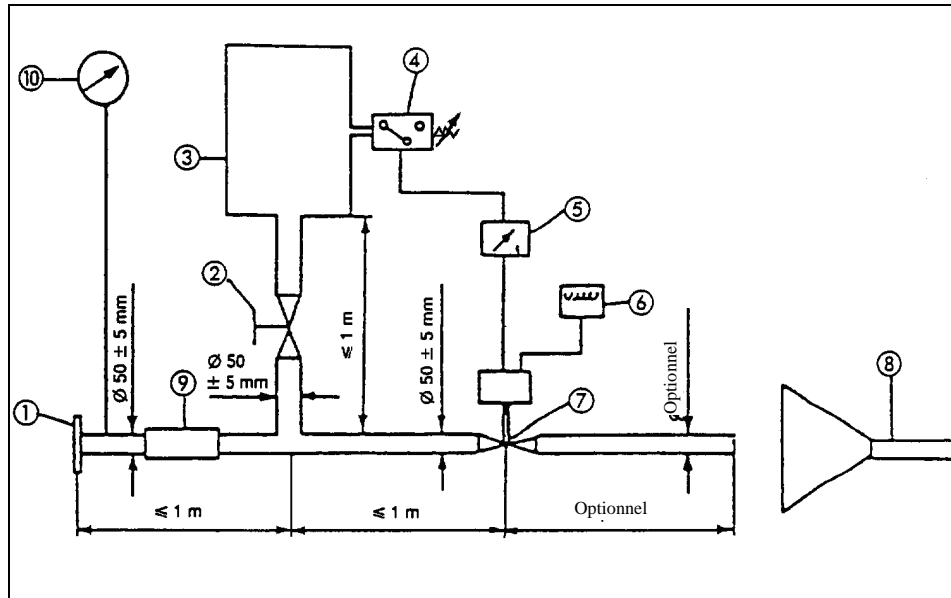 10
4
3
5
2
6
Ø 50 ± 5 mm
Ø 50
± 5 mm
≤ 1 m
Ø 50 ± 5 mm
Optionnel
9
1
7
8
≤ 1 m
≤ 1 m
Optionnel